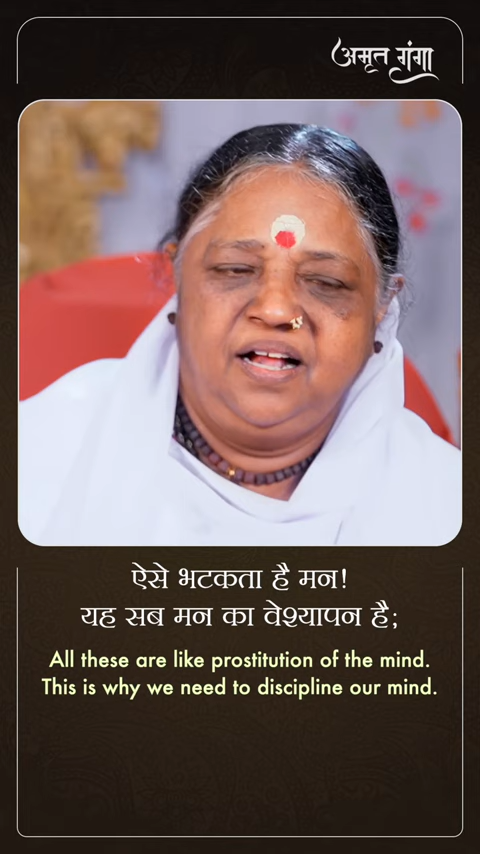 अमृत गंगा
ऐसे भटकता है मन!
यह सब मन का वेश्यापन है;
All these are like prostitution of the mind.
This is why we need to discipline our mind.